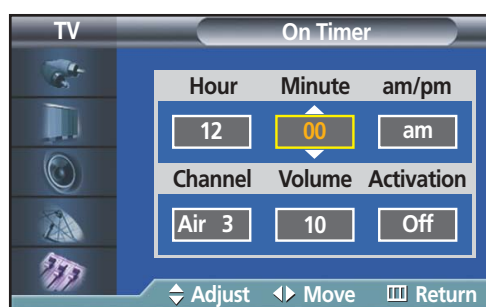 TV On Timer
Hour Minute am/pm
12 00 am
Channel Volume Activation
Air 3 10 Off
Adjust Move Return